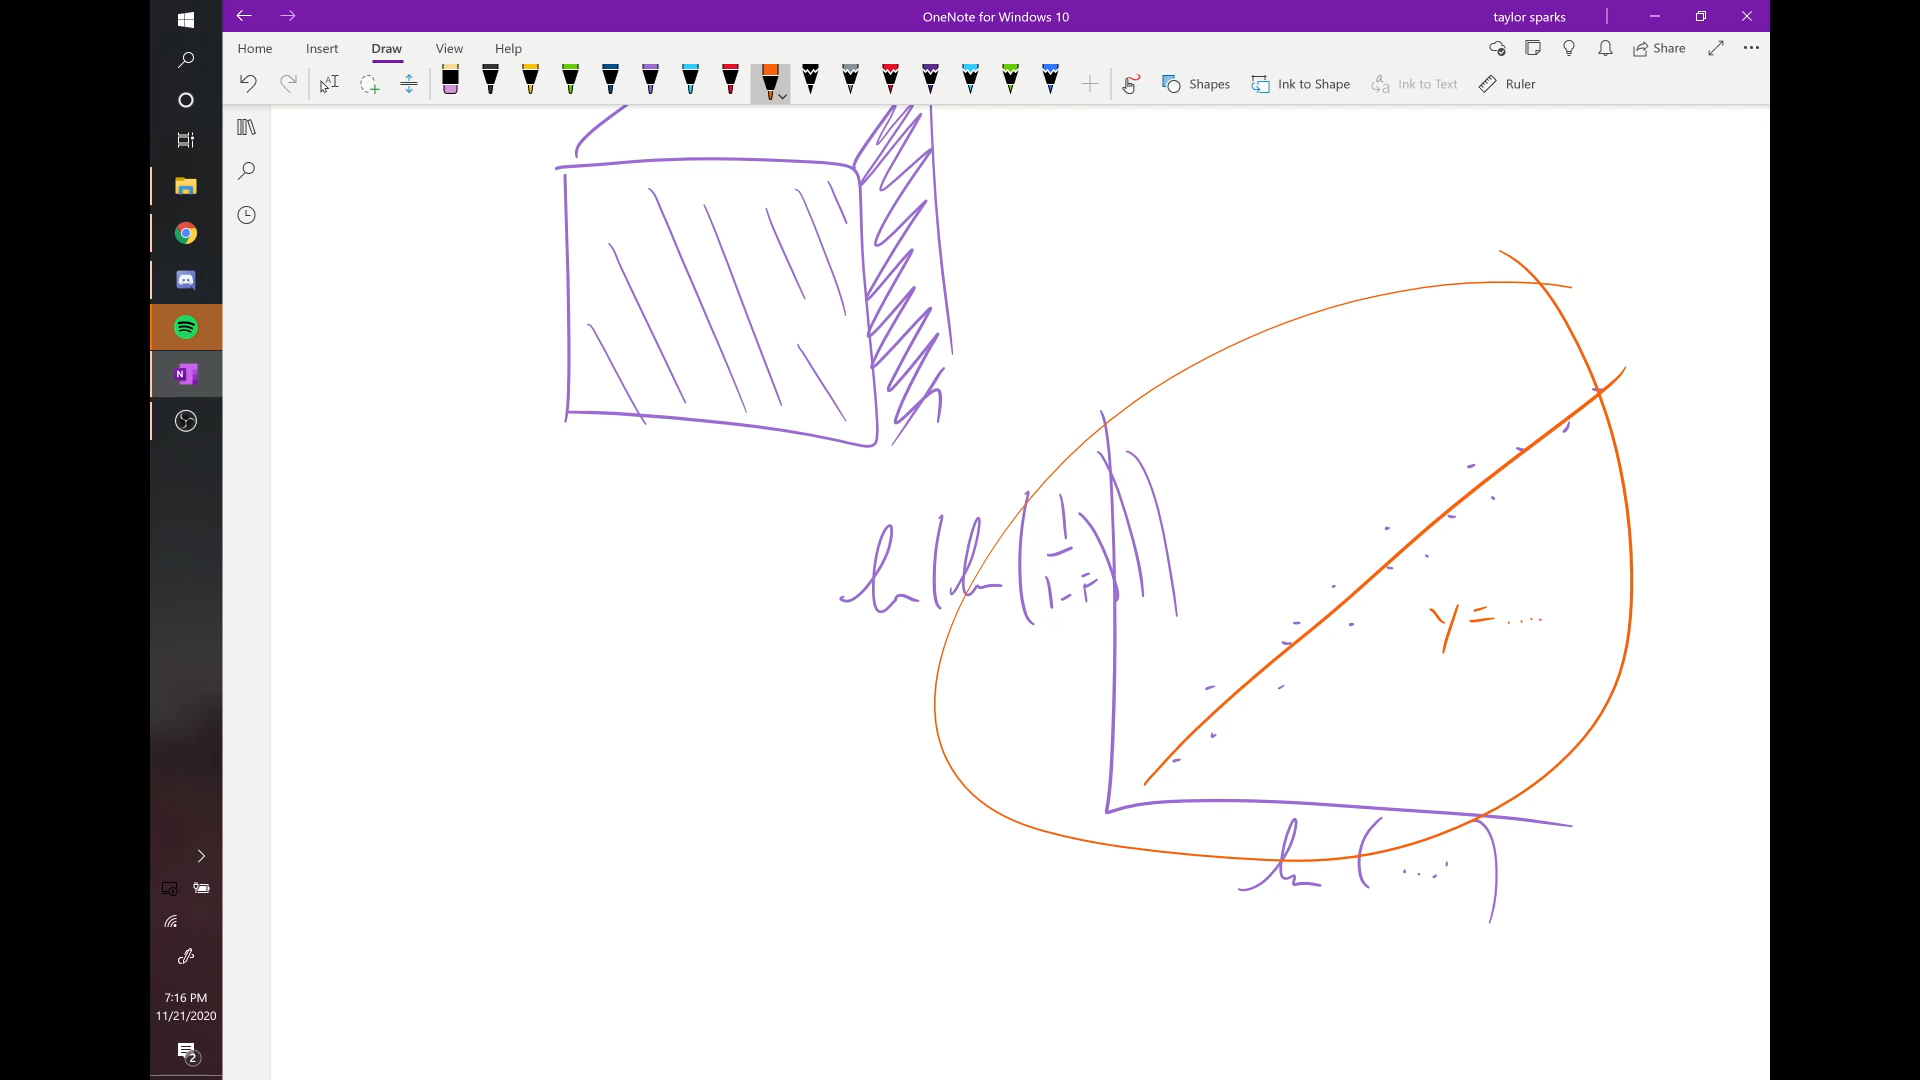 OneNote for Windows 10
taylor sparks
Home Insert Draw View Help
Share
Shapes Ink to Shape Ink to Text Ruler
ln(ln(1/1-F))
y = ....
ln (....)
7:16 PM
11/21/2020
2